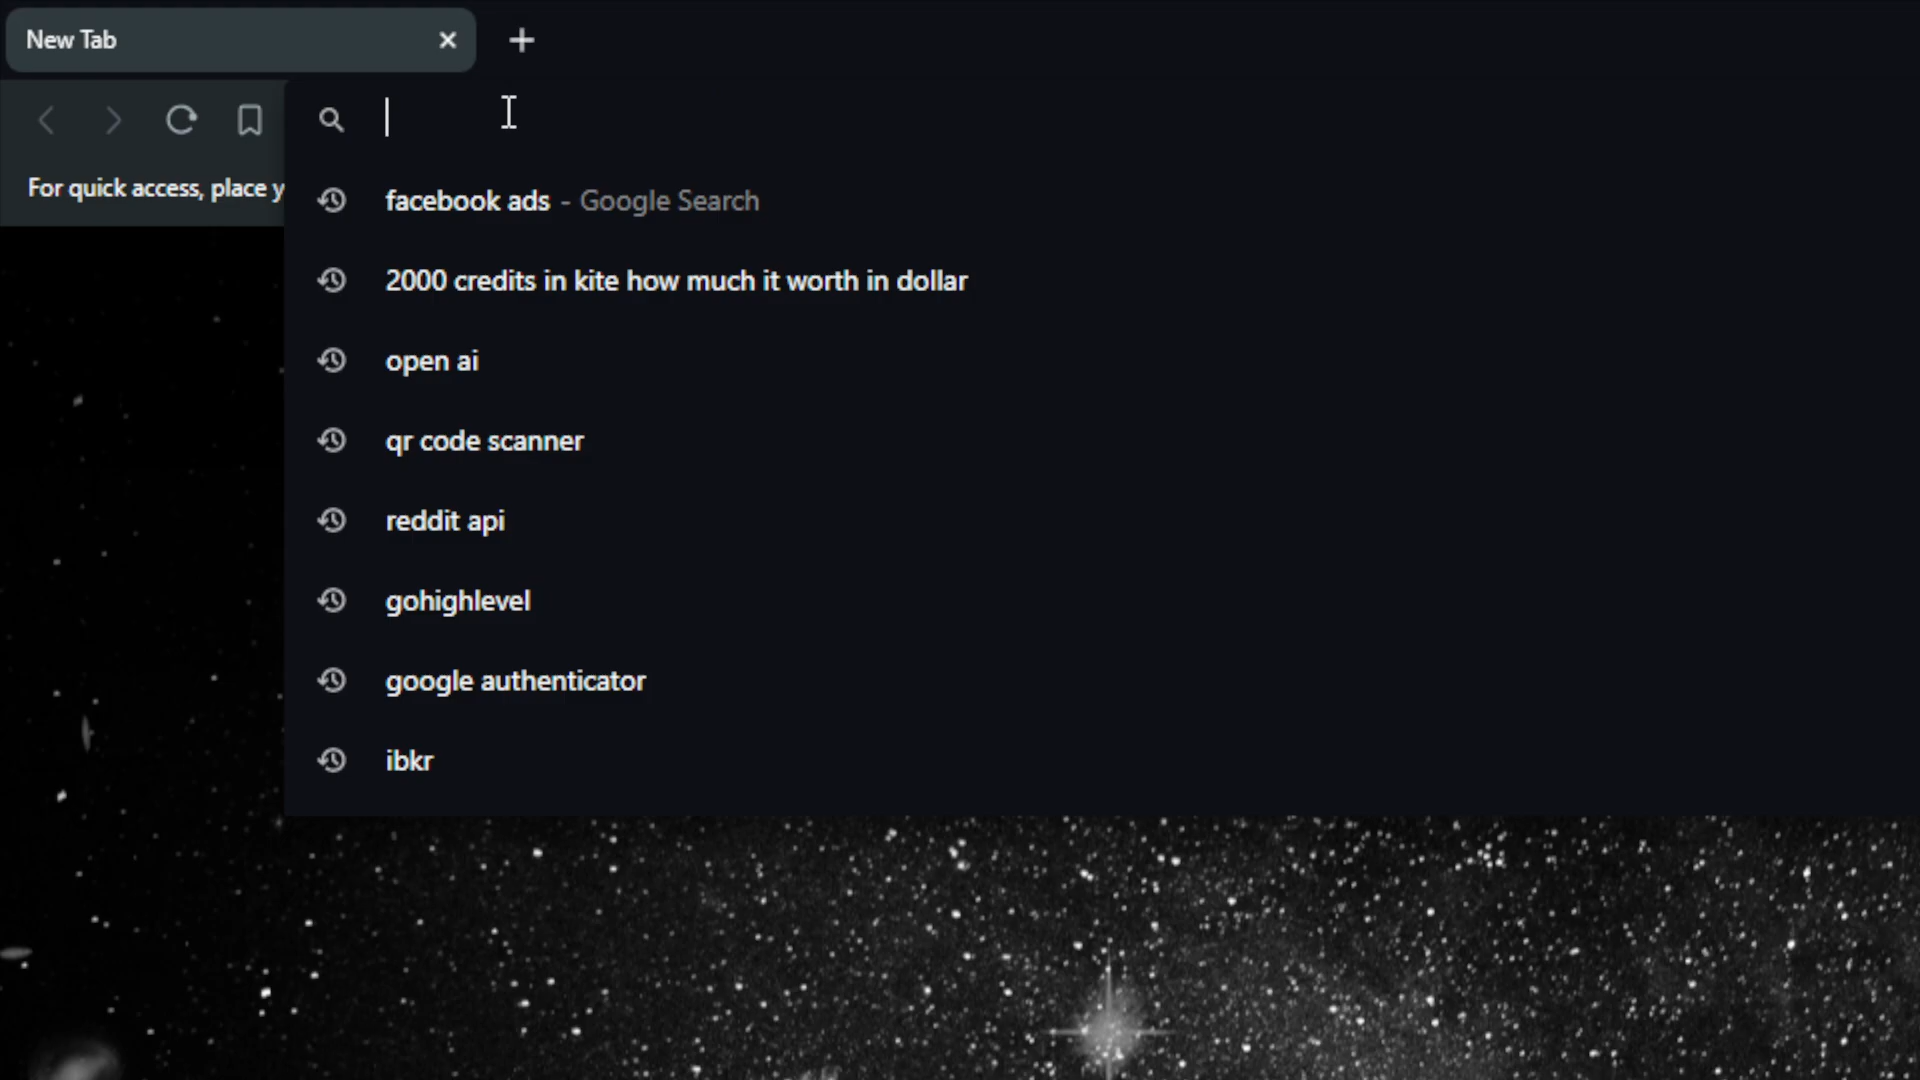 New Tab
For quick access, place y
facebook ads - Google Search
2000 credits in kite how much it worth in dollar
open ai
qr code scanner
reddit api
gohighlevel
google authenticator
ibkr